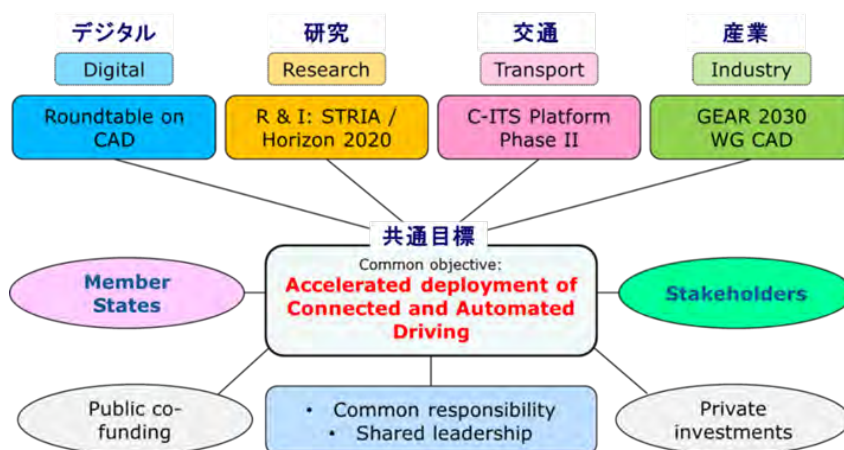 デジタル
研究
交通
産業
Digital
Research
Transport
Industry
Roundtable on
CAD
R & I: STRIA /
Horizon 2020
C-ITS Platform
Phase II
GEAR 2030
WG CAD
共通目標
Common objective:
Accelerated deployment of
Connected and Automated
Driving
Member
States
Stakeholders
Public co-
funding
• Common responsibility
• Shared leadership
Private
investments